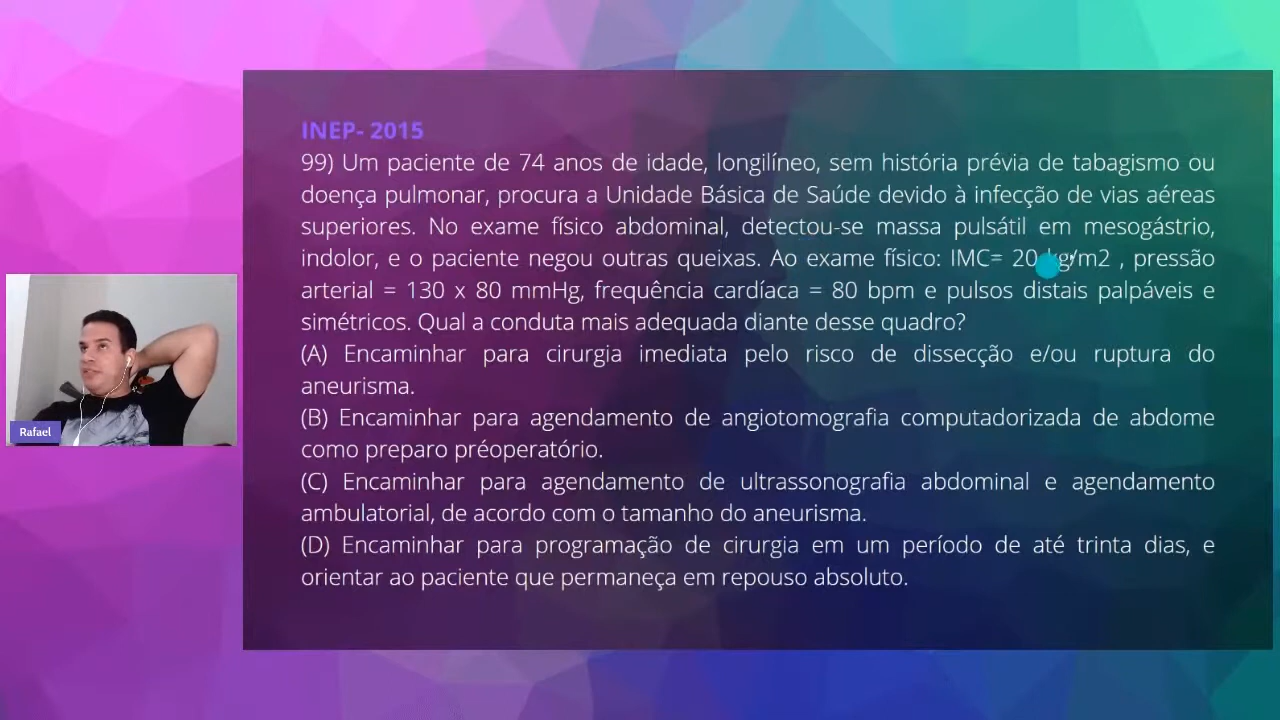 INEP- 2015
99) Um paciente de 74 anos de idade, longilíneo, sem história prévia de tabagismo ou
doença pulmonar, procura a Unidade Básica de Saúde devido à infecção de vias aéreas
superiores. No exame físico abdominal, detectou-se massa pulsátil em mesogástrio,
indolor, e o paciente negou outras queixas. Ao exame físico: IMC= 20 kg/m2 , pressão
arterial = 130 x 80 mmHg, frequência cardíaca = 80 bpm e pulsos distais palpáveis e
simétricos. Qual a conduta mais adequada diante desse quadro?
(A) Encaminhar para cirurgia imediata pelo risco de dissecção e/ou ruptura do
aneurisma.
(B) Encaminhar para agendamento de angiotomografia computadorizada de abdome
como preparo préoperatório.
(C) Encaminhar para agendamento de ultrassonografia abdominal e agendamento
ambulatorial, de acordo com o tamanho do aneurisma.
(D) Encaminhar para programação de cirurgia em um período de até trinta dias, e
orientar ao paciente que permaneça em repouso absoluto.
Rafael